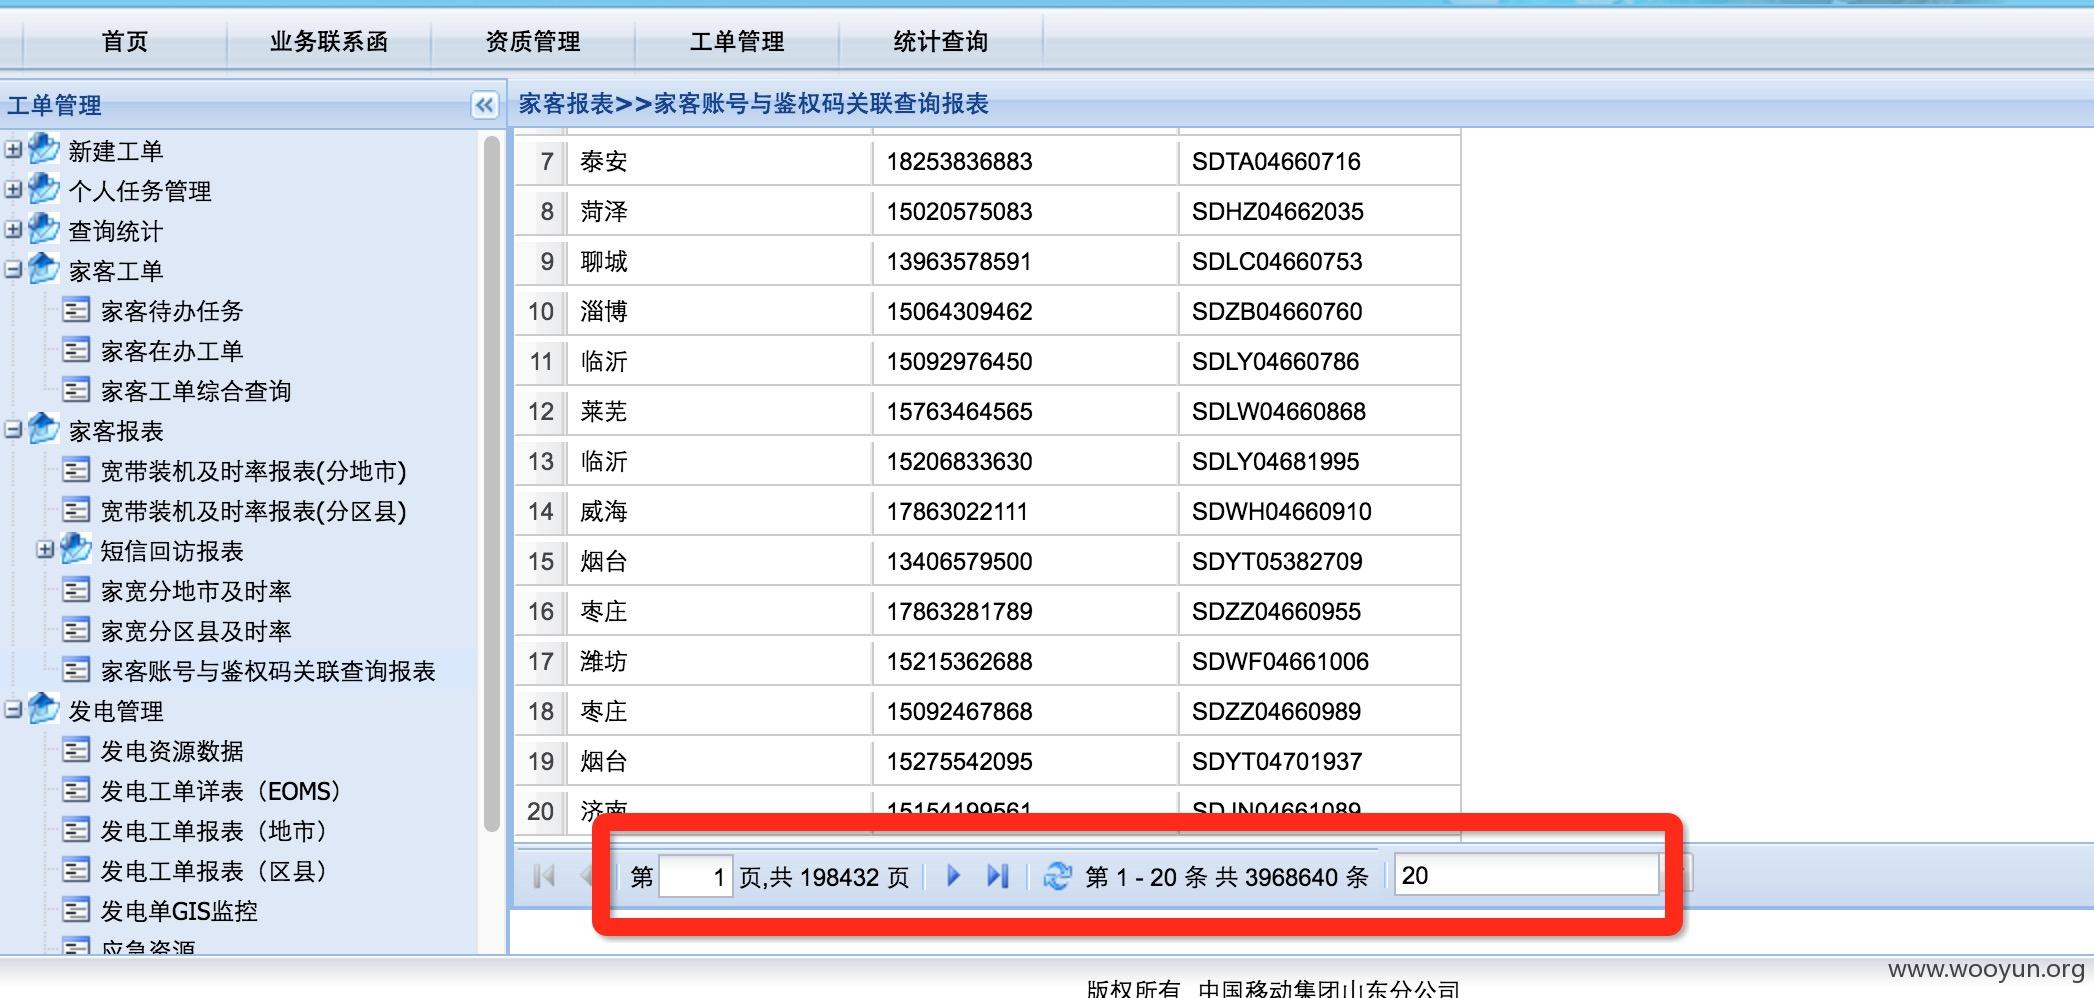 首页 业务联系函 资质管理 工单管理 统计查询
工单管理
家客报表>>家客账号与鉴权码关联查询报表
新建工单
个人任务管理
查询统计
家客工单
家客待办任务
家客在办工单
家客工单综合查询
家客报表
宽带装机及时率报表(分地市)
宽带装机及时率报表(分区县)
短信回访报表
家宽分地市及时率
家宽分区县及时率
家客账号与鉴权码关联查询报表
发电管理
发电资源数据
发电工单详表（EOMS）
发电工单报表（地市）
发电工单报表（区县）
发电单GIS监控
应急资源
7 泰安 18253836883 SDTA04660716
8 菏泽 15020575083 SDHZ04662035
9 聊城 13963578591 SDLC04660753
10 淄博 15064309462 SDZB04660760
11 临沂 15092976450 SDLY04660786
12 莱芜 15763464565 SDLW04660868
13 临沂 15206833630 SDLY04681995
14 威海 17863022111 SDWH04660910
15 烟台 13406579500 SDYT05382709
16 枣庄 17863281789 SDZZ04660955
17 潍坊 15215362688 SDWF04661006
18 枣庄 15092467868 SDZZ04660989
19 烟台 15275542095 SDYT04701937
20 济南 15154199561 SDJN04661089
第 1 页,共 198432 页 第 1 - 20 条 共 3968640 条 20
www.wooyun.org
版权所有 中国移动集团山东分公司